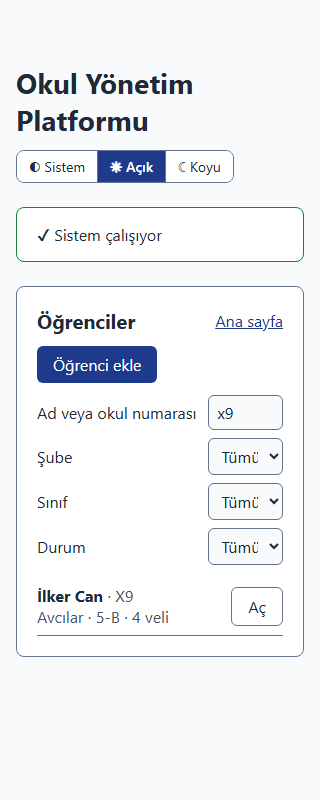 Okul Yönetim
Platformu
◐ Sistem ☀ Açık ☾ Koyu
✓ Sistem çalışıyor
Öğrenciler Ana sayfa
Öğrenci ekle
Ad veya okul numarası x9
Şube Tümü
Sınıf Tümü
Durum Tümü
İlker Can · X9
Avcılar · 5-B · 4 veli
Aç